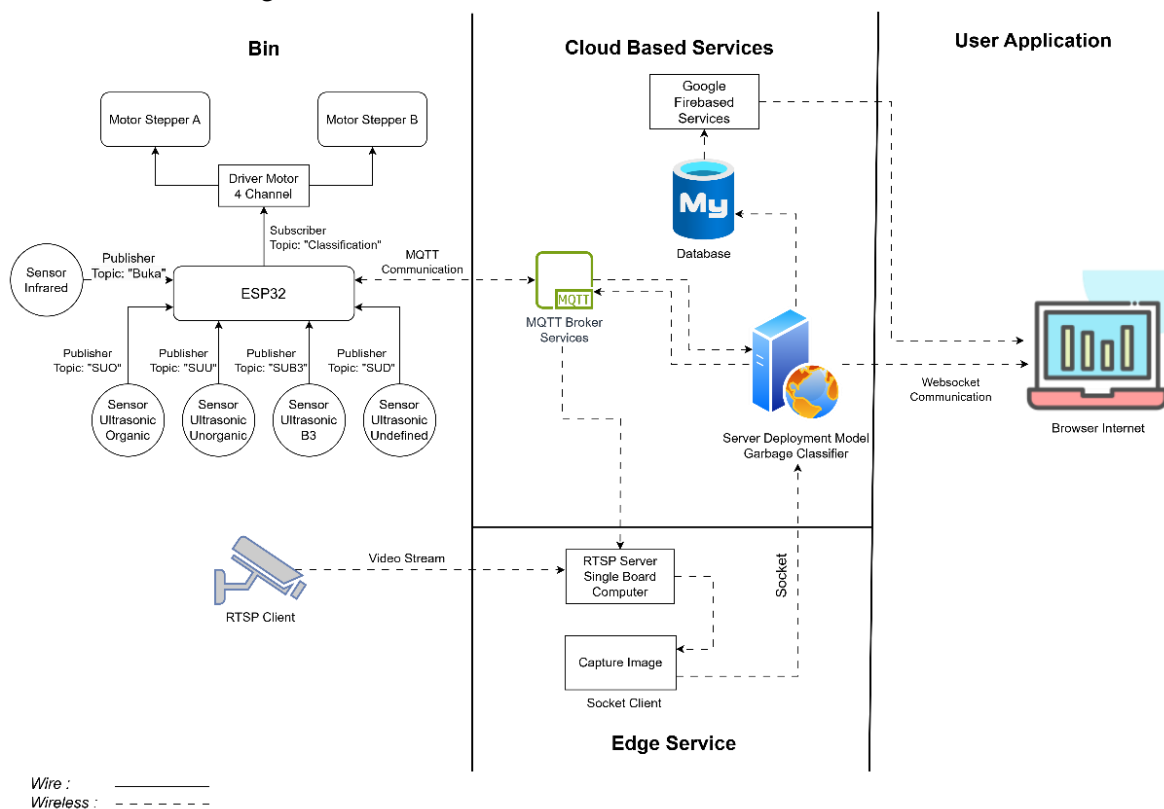 Bin
Cloud Based Services
User Application
Google
Firebased
Services
Motor Stepper A
Motor Stepper B
Driver Motor
4 Channel
My
Database
Subscriber
Topic: "Classification"
MQTT
Communication
Publisher
Topic: "Buka"
Sensor
Infrared
ESP32
MQTT
MQTT Broker
Services
Publisher
Topic: "SUO"
Publisher
Topic: "SUU"
Publisher
Topic: "SUB3"
Publisher
Topic: "SUD"
Sensor
Ultrasonic
Organic
Sensor
Ultrasonic
Unorganic
Sensor
Ultrasonic
B3
Sensor
Ultrasonic
Undefined
Websocket
Communication
Browser Internet
Server Deployment Model
Garbage Classifier
Video Stream
RTSP Client
RTSP Server
Single Board
Computer
Socket
Capture Image
Socket Client
Edge Service
Wire :
Wireless :